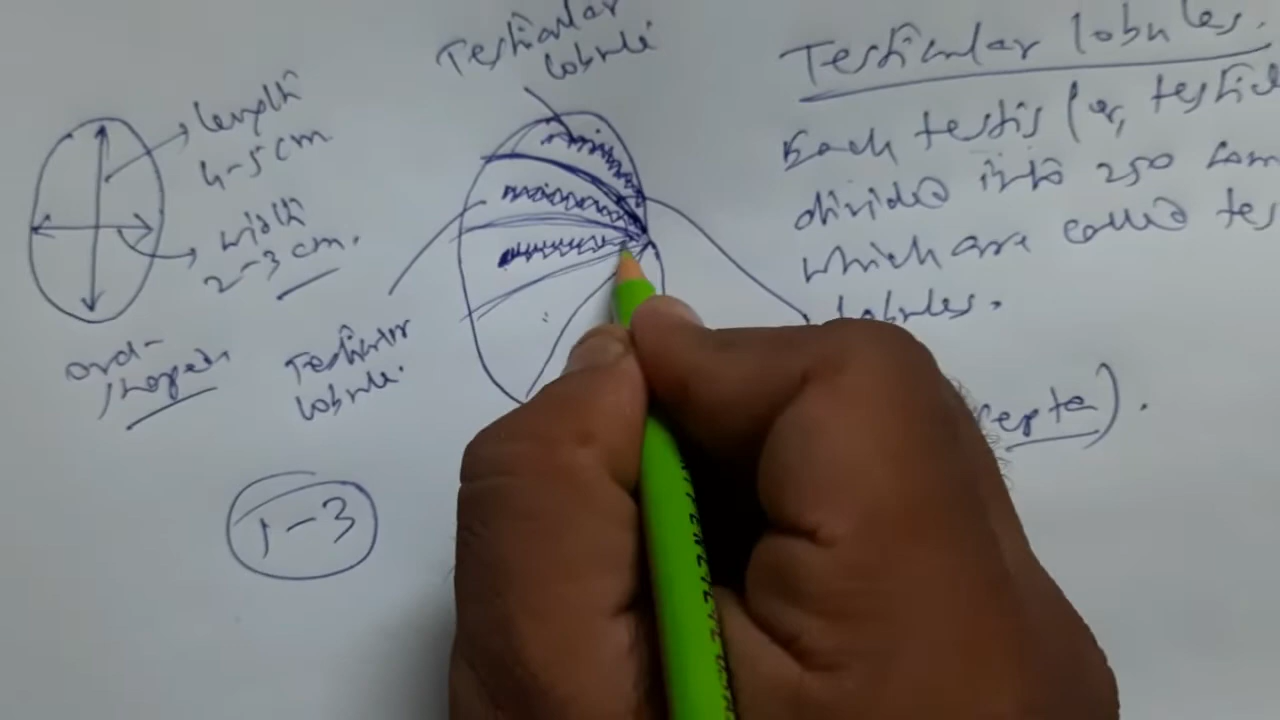 Testicular
lobule
length
4-5 cm
width
2-3 cm.
oval-
shaped
Testicular
lobule.
1-3
Testicular lobules.
Each testis (or, testic
divided into 250 com
which are called tes
lobules.
septa).